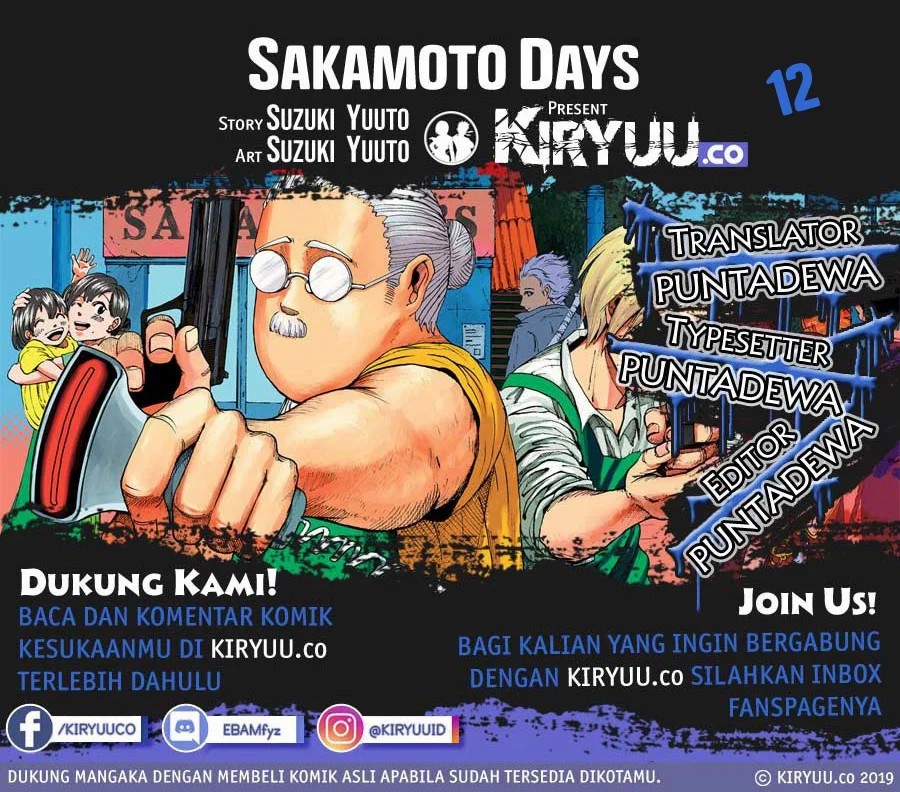 SAKAMOTO DAYS
12
STORY SUZUKI YUUTO
ART SUZUKI YUUTO
PRESENT
KIRYUU.co
SA
S
TRANSLATOR
PUNTADEWA
TYPESETTER
PUNTADEWA
EDITOR
PUNTADEWA
DUKUNG KAMI!
BACA DAN KOMENTAR KOMIK
KESUKAANMU DI KIRYUU.co
TERLEBIH DAHULU
JOIN US!
BAGI KALIAN YANG INGIN BERGABUNG
DENGAN KIRYUU.co SILAHKAN INBOX
FANSPAGENYA
/KIRYUUCO
EBAMfyz
@KIRYUUID
DUKUNG MANGAKA DENGAN MEMBELI KOMIK ASLI APABILA SUDAH TERSEDIA DIKOTAMU.
© KIRYUU.co 2019